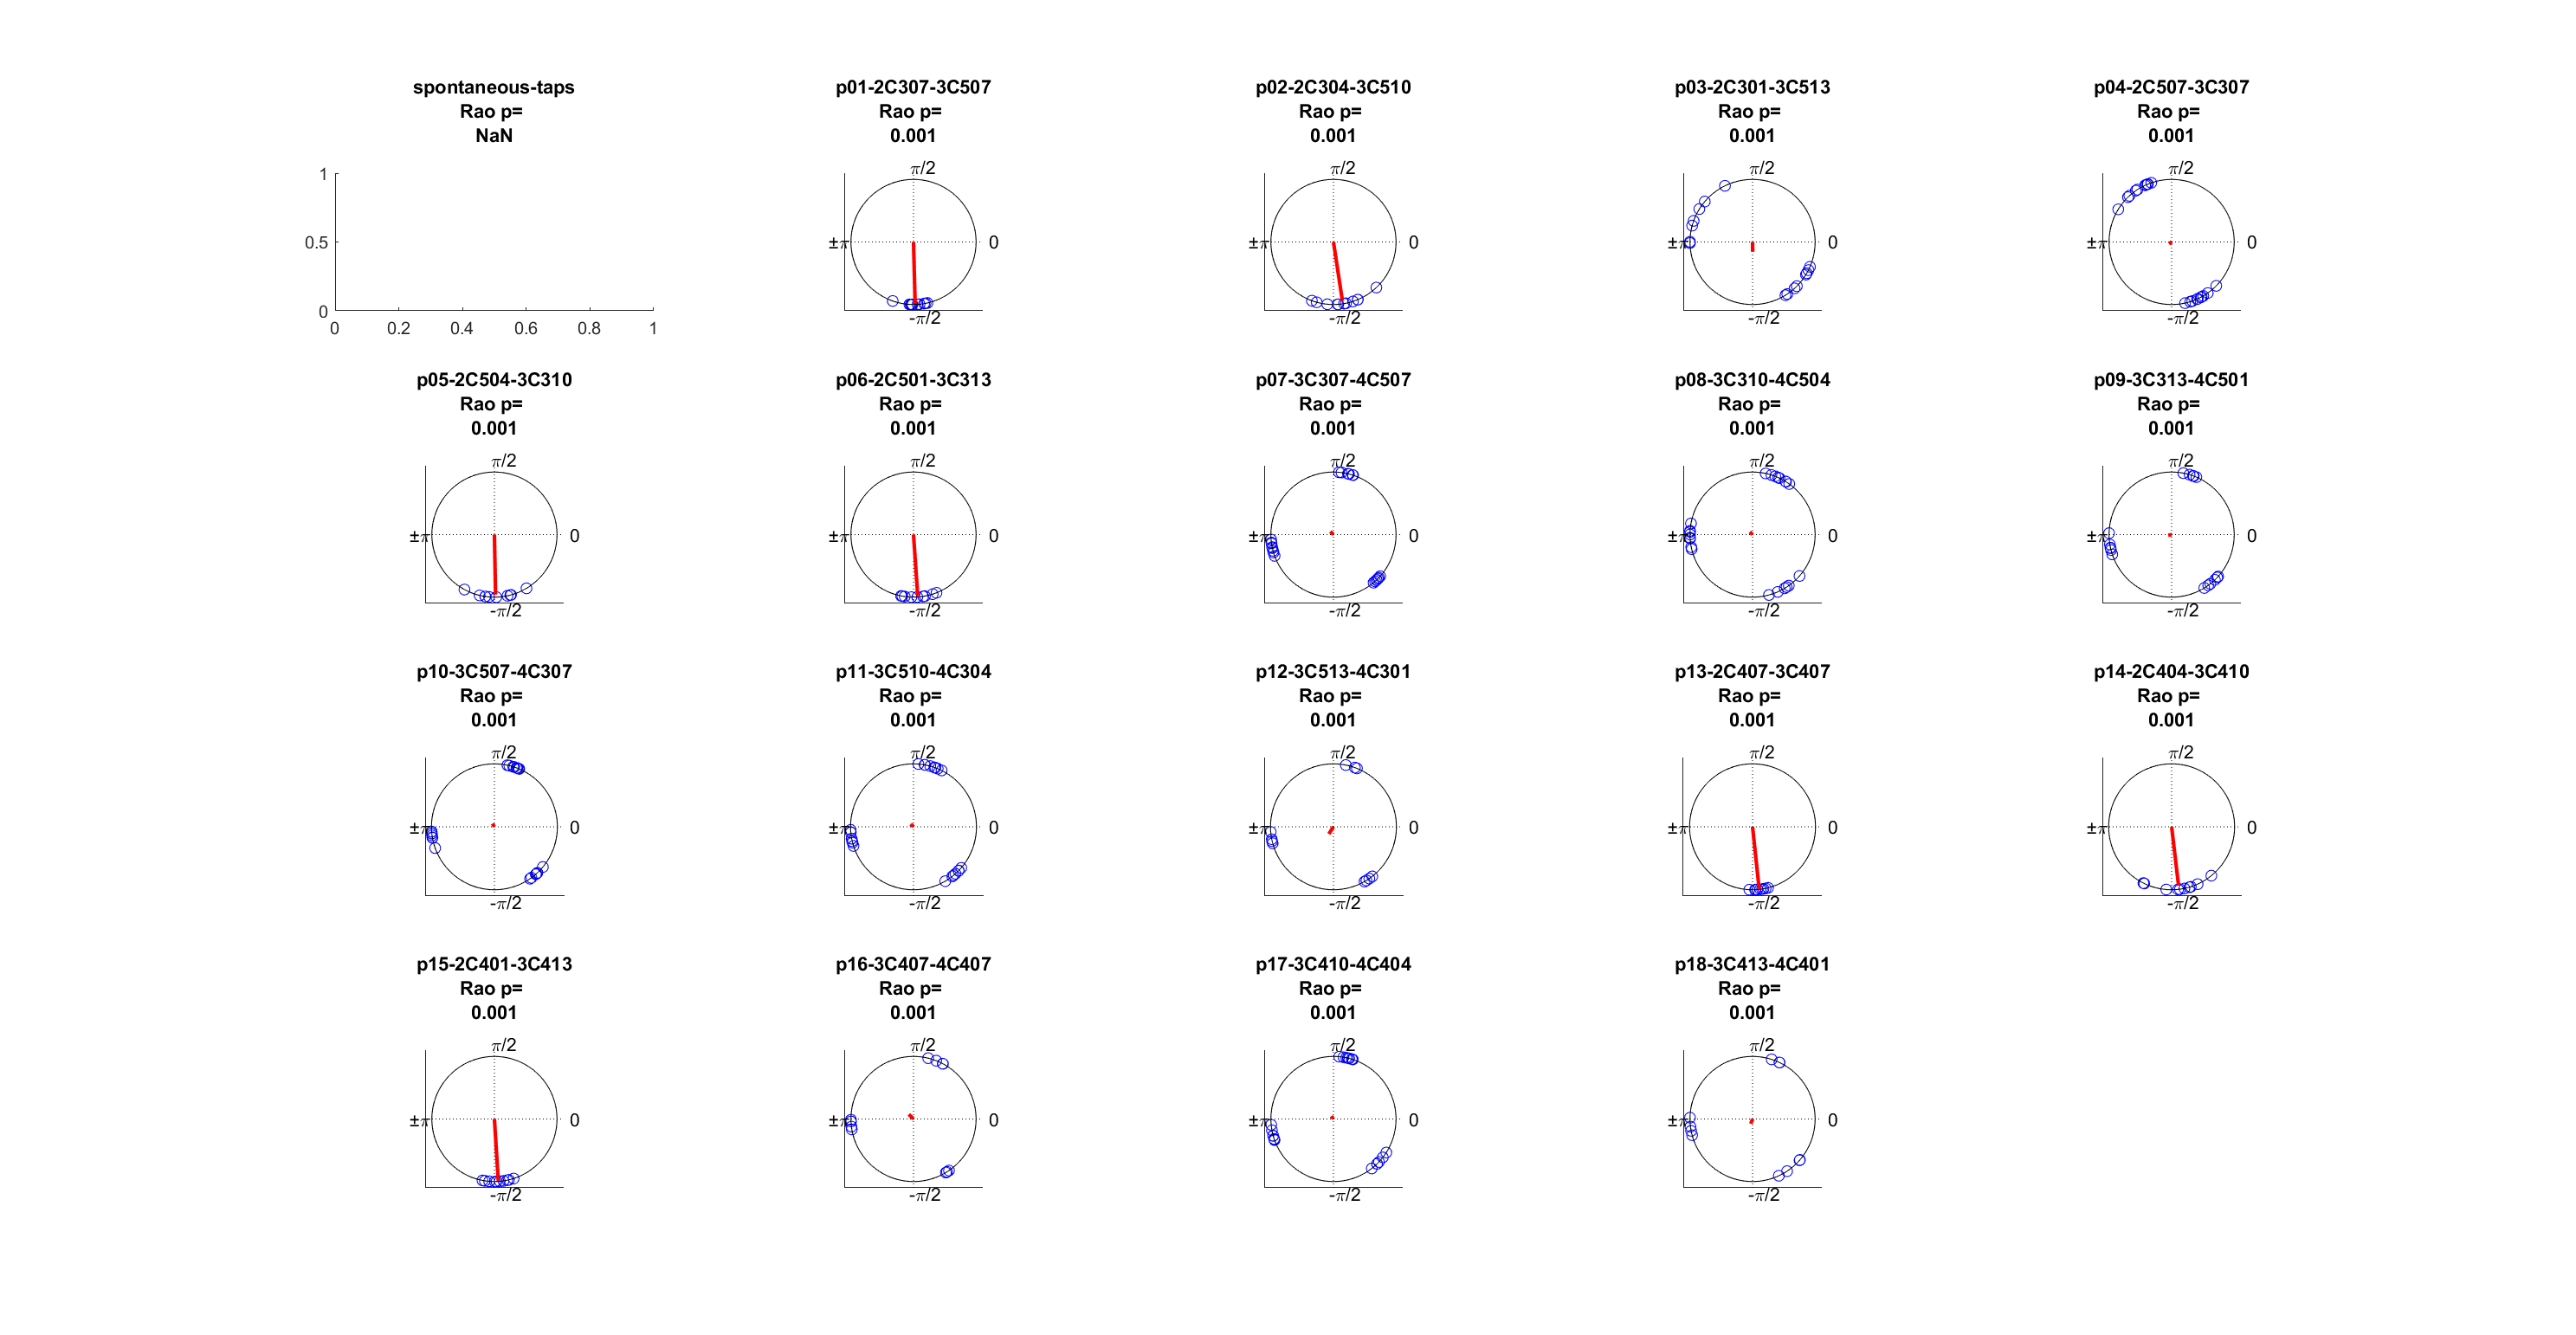 spontaneous-taps
Rao p=
NaN
1
0.5
0
0 0.2 0.4 0.6 0.8 1
p01-2C307-3C507
Rao p=
0.001
π/2
±π 0
-π/2
p02-2C304-3C510
Rao p=
0.001
π/2
±π 0
-π/2
p03-2C301-3C513
Rao p=
0.001
π/2
±π 0
-π/2
p04-2C507-3C307
Rao p=
0.001
π/2
±π 0
-π/2
p05-2C504-3C310
Rao p=
0.001
π/2
±π 0
-π/2
p06-2C501-3C313
Rao p=
0.001
π/2
±π 0
-π/2
p07-3C307-4C507
Rao p=
0.001
π/2
±π 0
-π/2
p08-3C310-4C504
Rao p=
0.001
π/2
±π 0
-π/2
p09-3C313-4C501
Rao p=
0.001
π/2
±π 0
-π/2
p10-3C507-4C307
Rao p=
0.001
π/2
±π 0
-π/2
p11-3C510-4C304
Rao p=
0.001
π/2
±π 0
-π/2
p12-3C513-4C301
Rao p=
0.001
π/2
±π 0
-π/2
p13-2C407-3C407
Rao p=
0.001
π/2
±π 0
-π/2
p14-2C404-3C410
Rao p=
0.001
π/2
±π 0
-π/2
p15-2C401-3C413
Rao p=
0.001
π/2
±π 0
-π/2
p16-3C407-4C407
Rao p=
0.001
π/2
±π 0
-π/2
p17-3C410-4C404
Rao p=
0.001
π/2
±π 0
-π/2
p18-3C413-4C401
Rao p=
0.001
π/2
±π 0
-π/2